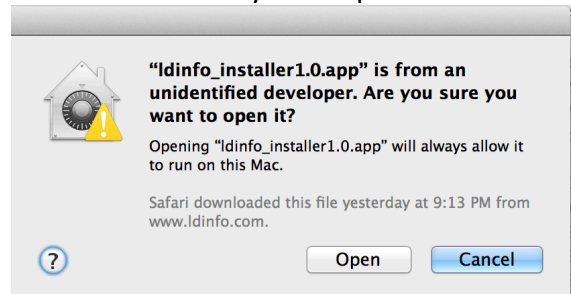 “ldinfo_installer1.0.app” is from an
unidentified developer. Are you sure you
want to open it?
Opening “ldinfo_installer1.0.app” will always allow it
to run on this Mac.
Safari downloaded this file yesterday at 9:13 PM from
www.ldinfo.com.
?
Open
Cancel